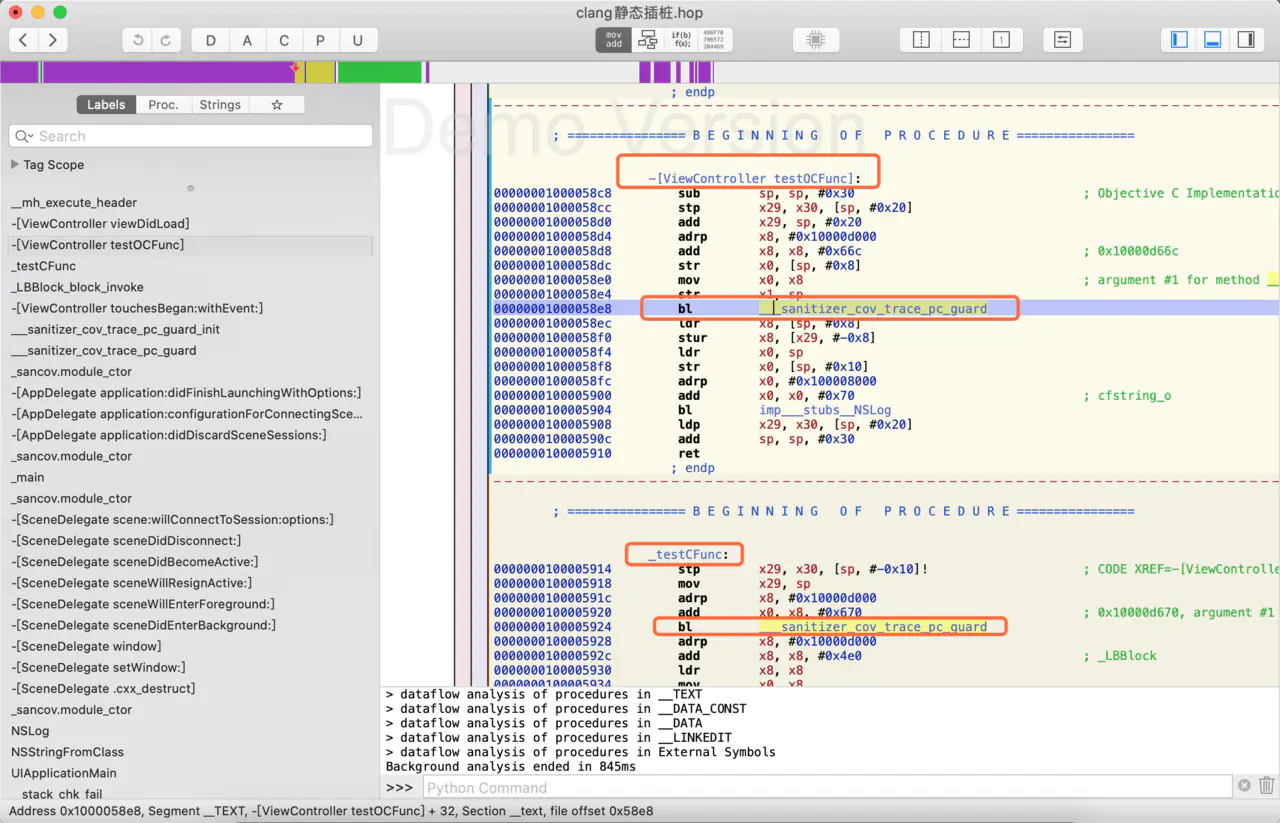 clang静态插桩.hop
D A C P U
mov add if(b) f(x);
Labels Proc. Strings ☆
Search
Tag Scope
__mh_execute_header
-[ViewController viewDidLoad]
-[ViewController testOCFunc]
_testCFunc
_LBBlock_block_invoke
-[ViewController touchesBegan:withEvent:]
___sanitizer_cov_trace_pc_guard_init
___sanitizer_cov_trace_pc_guard
_sancov.module_ctor
-[AppDelegate application:didFinishLaunchingWithOptions:]
-[AppDelegate application:configurationForConnectingSce...
-[AppDelegate application:didDiscardSceneSessions:]
_sancov.module_ctor
_main
_sancov.module_ctor
-[SceneDelegate scene:willConnectToSession:options:]
-[SceneDelegate sceneDidDisconnect:]
-[SceneDelegate sceneDidBecomeActive:]
-[SceneDelegate sceneWillResignActive:]
-[SceneDelegate sceneWillEnterForeground:]
-[SceneDelegate sceneDidEnterBackground:]
-[SceneDelegate window]
-[SceneDelegate setWindow:]
-[SceneDelegate .cxx_destruct]
_sancov.module_ctor
NSLog
NSStringFromClass
UIApplicationMain
__stack_chk_fail
Demo Version
; endp
; ================ B E G I N N I N G   O F   P R O C E D U R E ================
-[ViewController testOCFunc]:
00000001000058c8 sub sp, sp, #0x30 ; Objective C Implementatio
00000001000058cc stp x29, x30, [sp, #0x20]
00000001000058d0 add x29, sp, #0x20
00000001000058d4 adrp x8, #0x10000d000
00000001000058d8 add x8, x8, #0x66c ; 0x10000d66c
00000001000058dc str x0, [sp, #0x8]
00000001000058e0 mov x0, x8 ; argument #1 for method __
00000001000058e4 str x1, sp
00000001000058e8 bl ___sanitizer_cov_trace_pc_guard
00000001000058ec ldr x8, [sp, #0x8]
00000001000058f0 stur x8, [x29, #-0x8]
00000001000058f4 ldr x0, sp
00000001000058f8 str x0, [sp, #0x10]
00000001000058fc adrp x0, #0x100008000
0000000100005900 add x0, x0, #0x70 ; cfstring_o
0000000100005904 bl imp___stubs__NSLog
0000000100005908 ldp x29, x30, [sp, #0x20]
000000010000590c add sp, sp, #0x30
0000000100005910 ret
; endp
; ================ B E G I N N I N G   O F   P R O C E D U R E ================
_testCFunc:
0000000100005914 stp x29, x30, [sp, #-0x10]! ; CODE XREF=-[ViewControlle
0000000100005918 mov x29, sp
000000010000591c adrp x8, #0x10000d000
0000000100005920 add x0, x8, #0x670 ; 0x10000d670, argument #1
0000000100005924 bl ___sanitizer_cov_trace_pc_guard
0000000100005928 adrp x8, #0x10000d000
000000010000592c add x8, x8, #0x4e0 ; _LBBlock
0000000100005930 ldr x8, x8
0000000100005934 mov x0, x8
> dataflow analysis of procedures in __TEXT
> dataflow analysis of procedures in __DATA_CONST
> dataflow analysis of procedures in __DATA
> dataflow analysis of procedures in __LINKEDIT
> dataflow analysis of procedures in External Symbols
Background analysis ended in 845ms
>>> Python Command
Address 0x1000058e8, Segment __TEXT, -[ViewController testOCFunc] + 32, Section __text, file offset 0x58e8